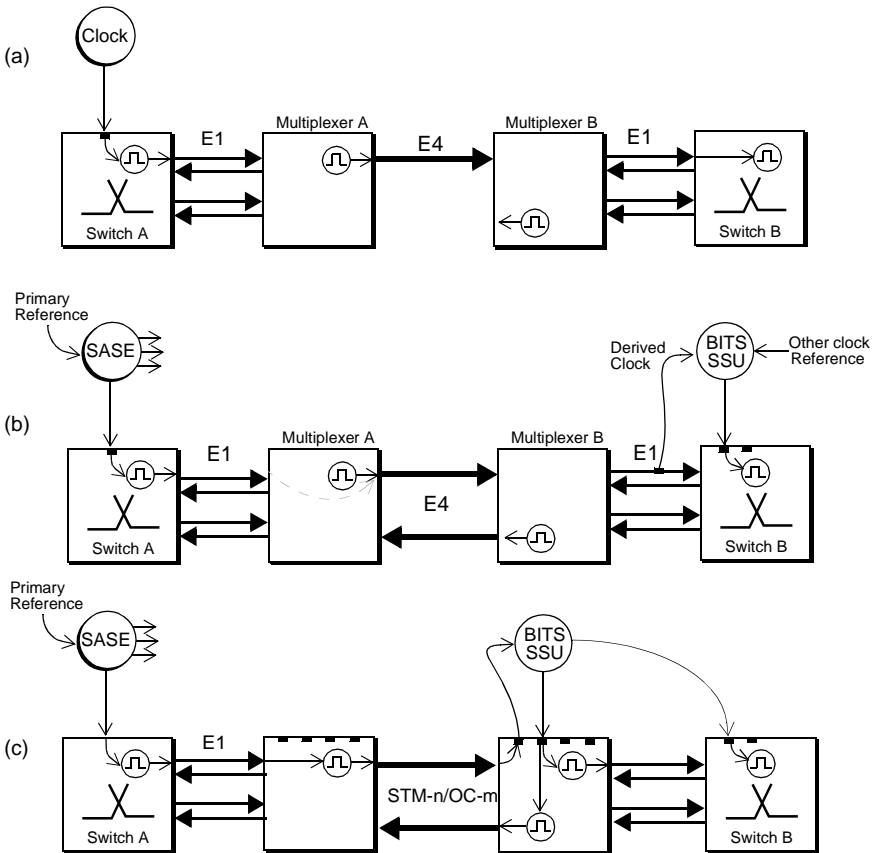 (a)
Clock
E1
Multiplexer A
E4
Multiplexer B
E1
Switch A
Switch B
(b)
Primary
Reference
SASE
Derived
Clock
BITS
SSU
Other clock
Reference
E1
Multiplexer A
E4
Multiplexer B
E1
Switch A
Switch B
(c)
Primary
Reference
SASE
BITS
SSU
E1
STM-n/OC-m
Switch A
Switch B